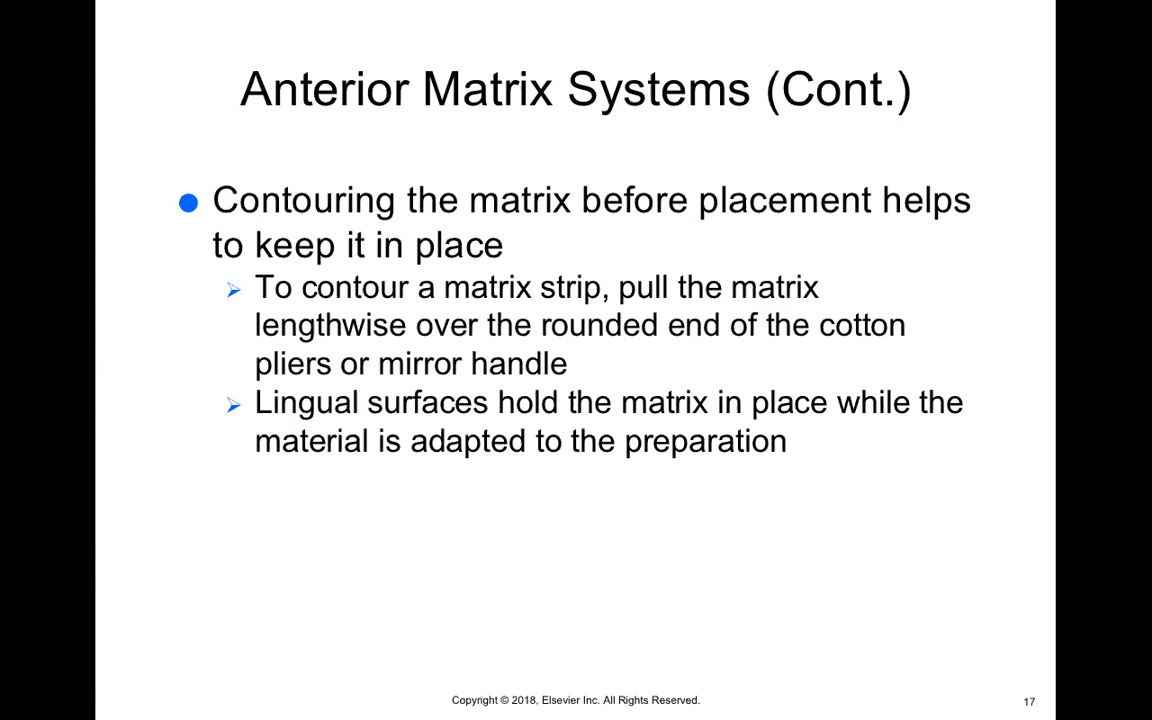 Anterior Matrix Systems (Cont.)
Contouring the matrix before placement helps
to keep it in place
To contour a matrix strip, pull the matrix
lengthwise over the rounded end of the cotton
pliers or mirror handle
Lingual surfaces hold the matrix in place while the
material is adapted to the preparation
Copyright © 2018, Elsevier Inc. All Rights Reserved.
17